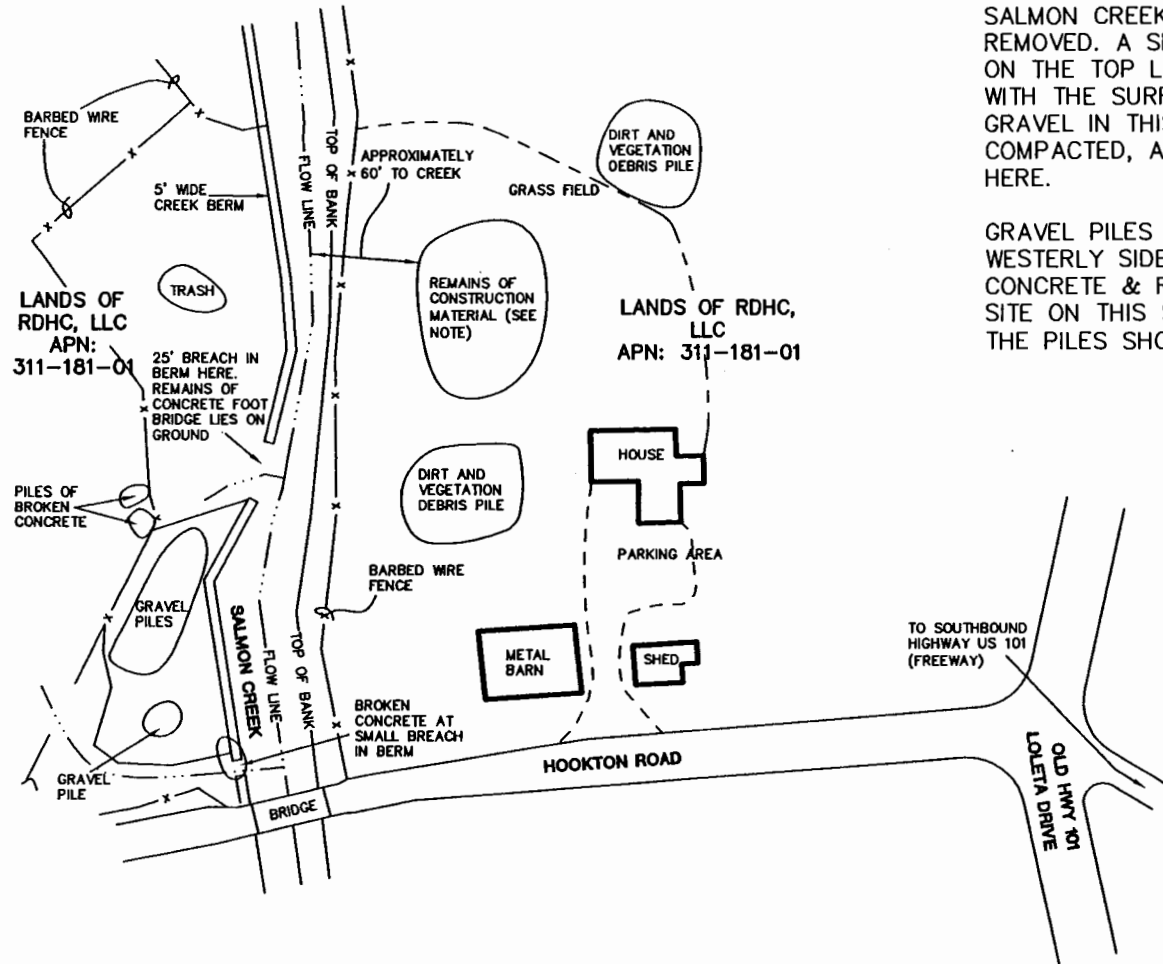 SALMON CREEK
REMOVED. A
ON THE TOP
WITH THE
GRAVEL IN
COMPACTED,
HERE.
GRAVEL PILES
WESTERLY SIDE
CONCRETE &
SITE ON THIS
THE PILES
BARBED WIRE
FENCE
5' WIDE
CREEK BERM
FLOW LINE
TOP OF BANK
APPROXIMATELY
60' TO CREEK
GRASS FIELD
DIRT AND
VEGETATION
DEBRIS PILE
TRASH
LANDS OF
RDHC, LLC
APN:
311-181-01
REMAINS OF
CONSTRUCTION
MATERIAL (SEE
NOTE)
LANDS OF RDHC,
LLC
APN: 311-181-01
25' BREACH IN
BERM HERE.
REMAINS OF
CONCRETE FOOT
BRIDGE LIES ON
GROUND
HOUSE
DIRT AND
VEGETATION
DEBRIS PILE
PILES OF
BROKEN
CONCRETE
PARKING AREA
BARBED WIRE
FENCE
GRAVEL
PILES
SALMON CREEK
FLOW LINE
TOP OF BANK
METAL
BARN
SHED
TO SOUTHBOUND
HIGHWAY US 101
(FREEWAY)
BROKEN
CONCRETE AT
SMALL BREACH
IN BERM
GRAVEL
PILE
HOOKTON ROAD
BRIDGE
OLD HWY 101
LOLETA DRIVE